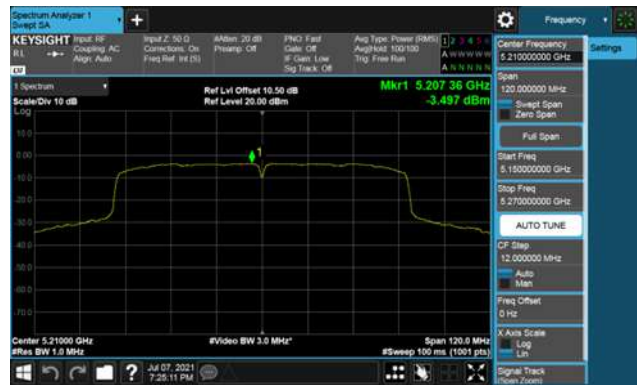 Spectrum Analyzer 1
Swept SA
Frequency
KEYSIGHT
Input: RF
Input Z: 50 Ω
#Atten: 20 dB
PNO: Fast
Avg Type: Power (RMS)
1 2 3 4 5 6
RL
Coupling: AC
Corrections: On
Preamp: Off
Gate: Off
Avg|Hold: 100/100
A W W W W W
Align: Auto
Freq Ref: Int (S)
IF Gain: Low
Trig: Free Run
Sig Track: Off
A N N N N N
1 Spectrum
Ref Lvl Offset 10.50 dB
Mkr1 5.207 36 GHz
Scale/Div 10 dB
Ref Level 20.00 dBm
-3.497 dBm
Log
10.0
0.00
-10.0
-20.0
-30.0
-40.0
-50.0
-60.0
-70.0
1
Center 5.21000 GHz
#Video BW 3.0 MHz*
Span 120.0 MHz
#Res BW 1.0 MHz
#Sweep 100 ms (1001 pts)
Jul 07, 2021
7:25:11 PM
Center Frequency
5.210000000 GHz
Settings
Span
120.000000 MHz
Swept Span
Zero Span
Full Span
Start Freq
5.150000000 GHz
Stop Freq
5.270000000 GHz
AUTO TUNE
CF Step
12.000000 MHz
Auto
Man
Freq Offset
0 Hz
X Axis Scale
Log
Lin
Signal Track
(Span Zoom)